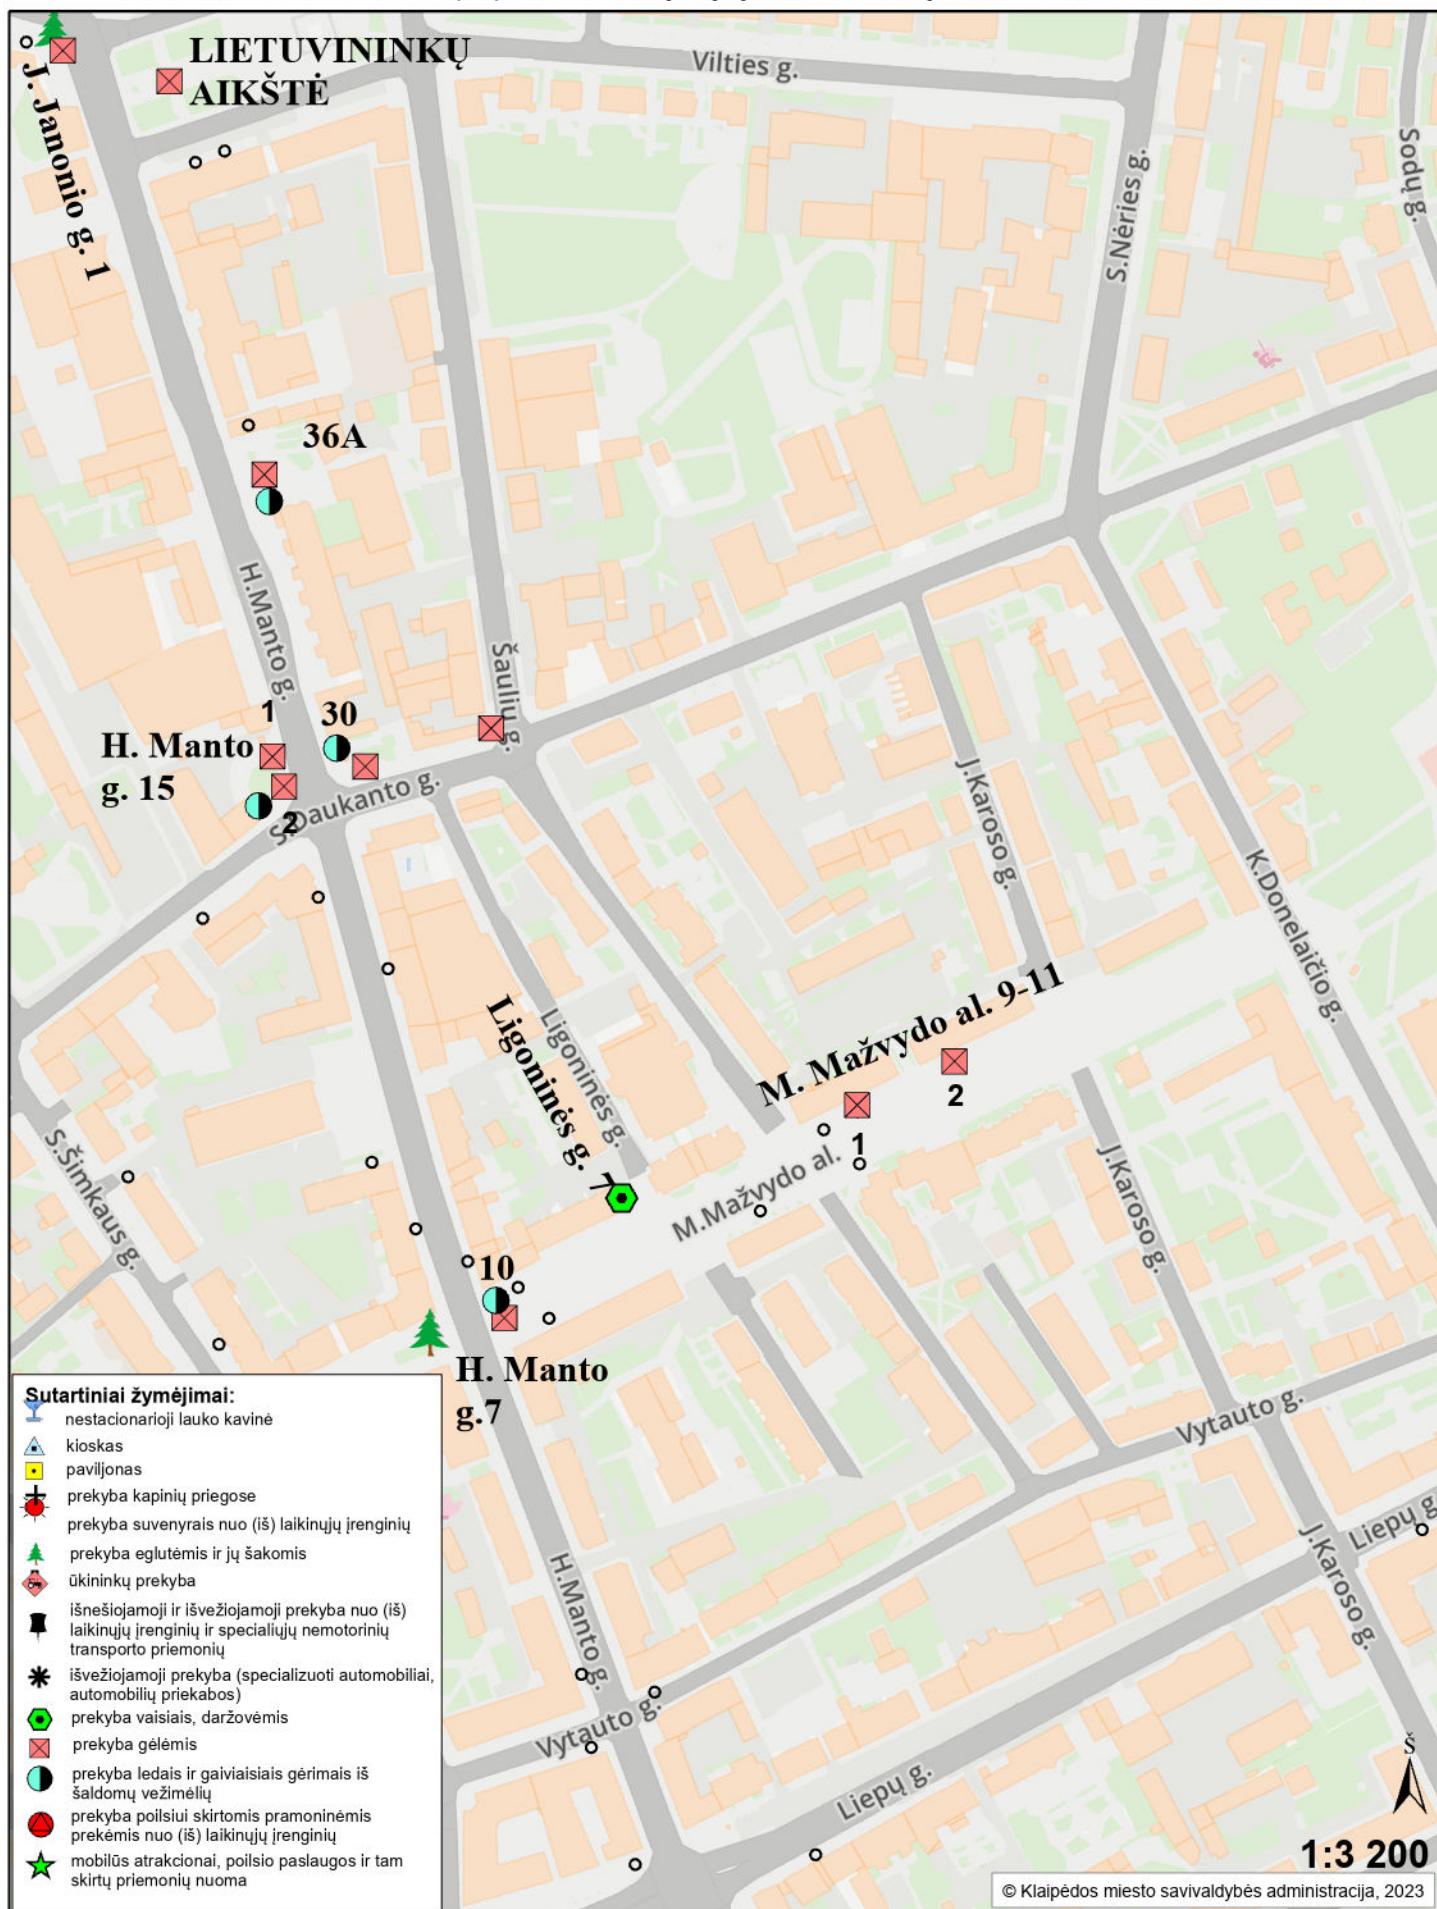 LIETUVININKŲ
AIKŠTĖ
Vilties g.
J. Janonio g. 1
Sodų g.
S.Nėries g.
36A
H.Manto g.
Šaulių g.
1
30
H. Manto
g. 15
2
S.Daukanto g.
J.Karoso g.
K.Donelaičio g.
Ligoninės g. 7
Ligoninės g.
M. Mažvydo al. 9-11
2
1
M.Mažvydo al.
S.Šimkaus g.
J.Karoso g.
10
H. Manto
g.7
Vytauto g.
Liepų g.
J.Karoso g.
H.Manto g.
Vytauto g.
Liepų g.
Sutartiniai žymėjimai:
nestacionarioji lauko kavinė
kioskas
paviljonas
prekyba kapinių priegose
prekyba suvenyrais nuo (iš) laikinųjų įrenginių
prekyba eglutėmis ir jų šakomis
ūkininkų prekyba
išnešiojamoji ir išvežiojamoji prekyba nuo (iš)
laikinųjų įrenginių ir specialiųjų nemotorinių
transporto priemonių
išvežiojamoji prekyba (specializuoti automobiliai,
automobilių priekabos)
prekyba vaisiais, daržovėmis
prekyba gėlėmis
prekyba ledais ir gaiviaisiais gėrimais iš
šaldomų vežimėlių
prekyba poilsiui skirtomis pramoninėmis
prekėmis nuo (iš) laikinųjų įrenginių
mobilūs atrakcionai, poilsio paslaugos ir tam
skirtų priemonių nuoma
Š
1:3 200
© Klaipėdos miesto savivaldybės administracija, 2023